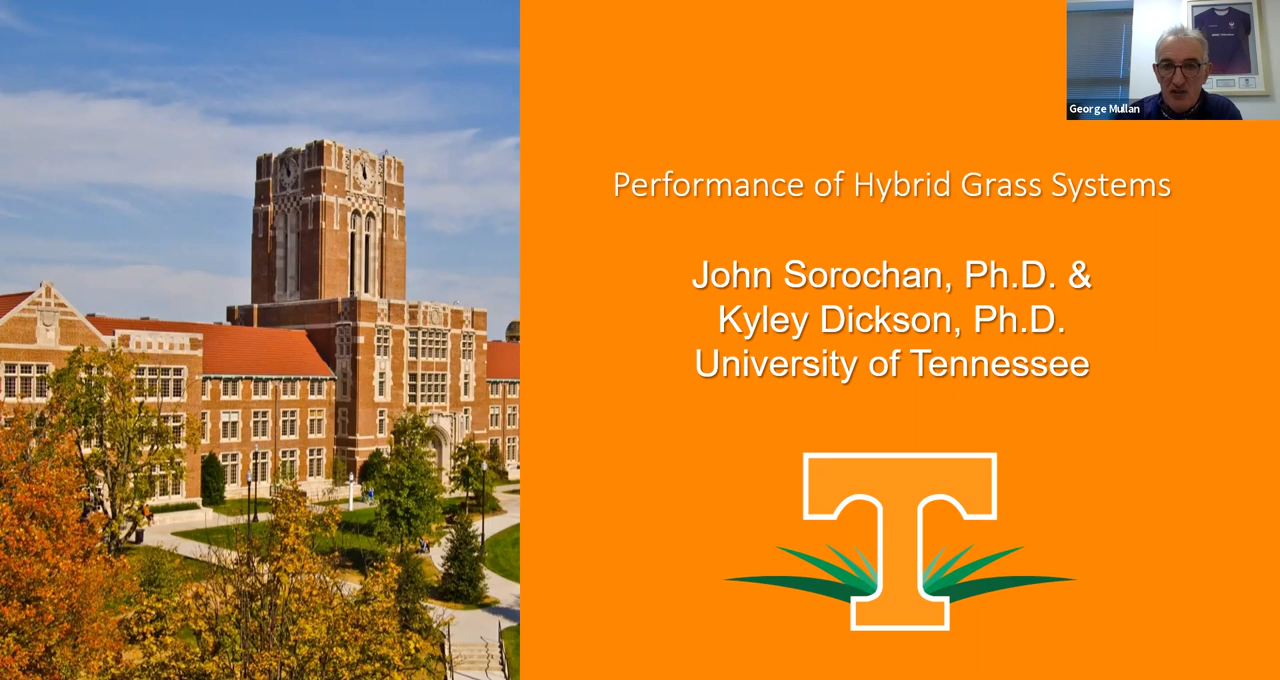 George Mullan
Performance of Hybrid Grass Systems
John Sorochan, Ph.D. &
Kyley Dickson, Ph.D.
University of Tennessee
T